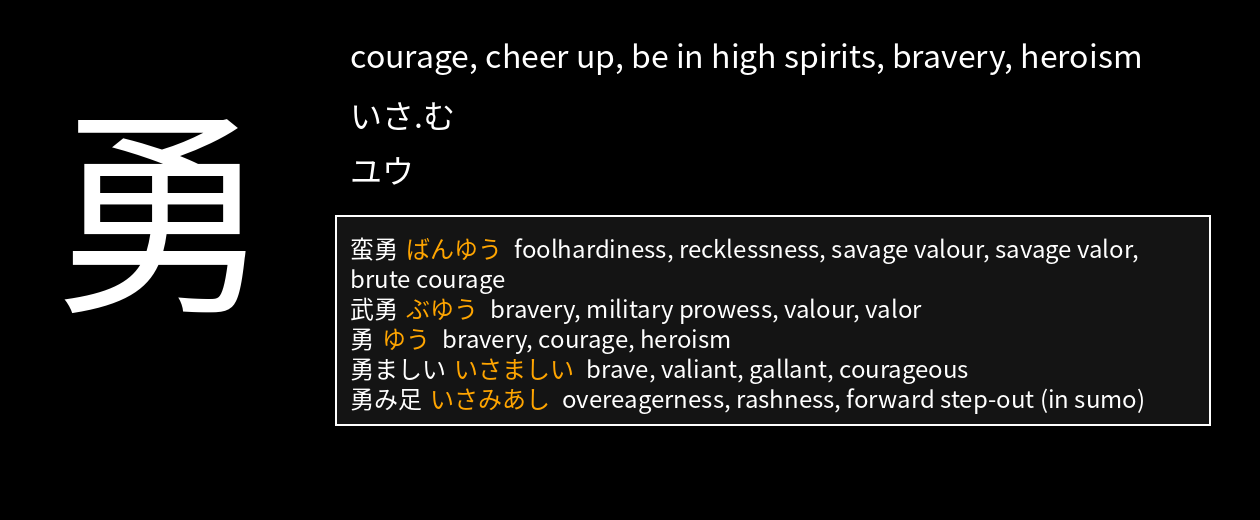 勇
courage, cheer up, be in high spirits, bravery, heroism
いさ.む
ユウ
蛮勇 ばんゆう foolhardiness, recklessness, savage valour, savage valor,
brute courage
武勇 ぶゆう bravery, military prowess, valour, valor
勇 ゆう bravery, courage, heroism
勇ましい いさましい brave, valiant, gallant, courageous
勇み足 いさみあし overeagerness, rashness, forward step-out (in sumo)